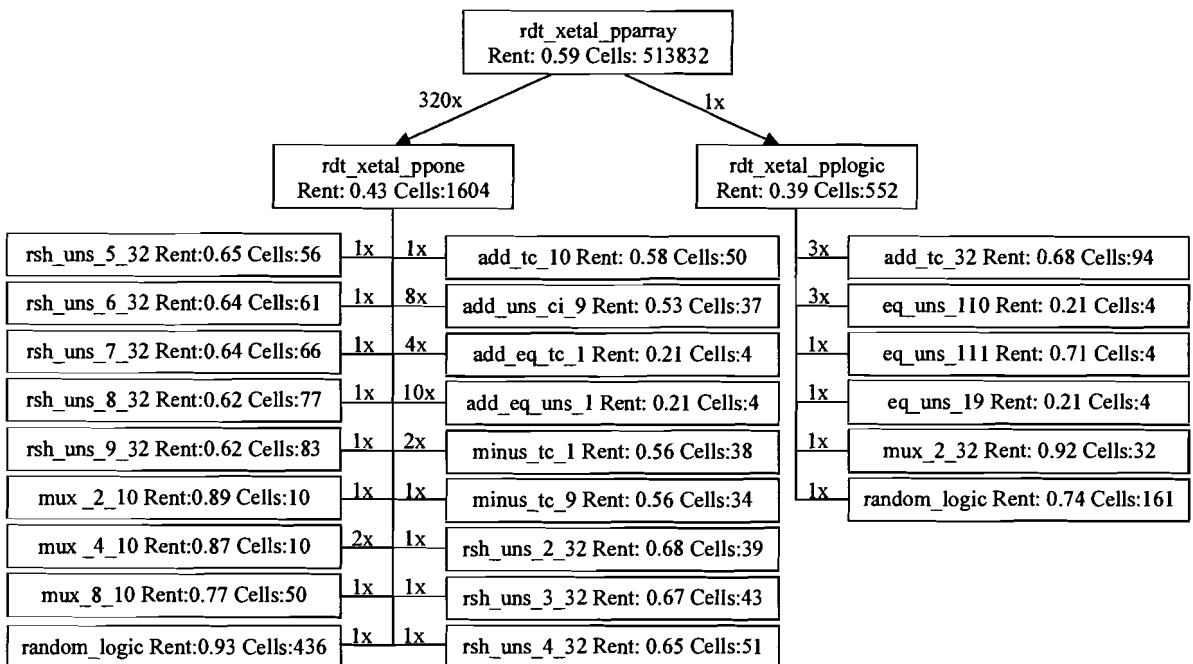 rdt_xetal_pparray
Rent: 0.59 Cells: 513832
320x
1x
rdt_xetal_ppone
Rent: 0.43 Cells:1604
rdt_xetal_pplogic
Rent: 0.39 Cells:552
rsh_uns_5_32 Rent:0.65 Cells:56 1x 1x add_tc_10 Rent: 0.58 Cells:50
rsh_uns_6_32 Rent:0.64 Cells:61 1x 8x add_uns_ci_9 Rent: 0.53 Cells:37
rsh_uns_7_32 Rent:0.64 Cells:66 1x 4x add_eq_tc_1 Rent: 0.21 Cells:4
rsh_uns_8_32 Rent:0.62 Cells:77 1x 10x add_eq_uns_1 Rent: 0.21 Cells:4
rsh_uns_9_32 Rent:0.62 Cells:83 1x 2x minus_tc_1 Rent: 0.56 Cells:38
mux _2_10 Rent:0.89 Cells:10 1x 1x minus_tc_9 Rent: 0.56 Cells:34
mux _4_10 Rent:0.87 Cells:10 2x 1x rsh_uns_2_32 Rent: 0.68 Cells:39
mux_8_10 Rent:0.77 Cells:50 1x 1x rsh_uns_3_32 Rent: 0.67 Cells:43
random_logic Rent:0.93 Cells:436 1x 1x rsh_uns_4_32 Rent: 0.65 Cells:51
3x add_tc_32 Rent: 0.68 Cells:94
3x eq_uns_110 Rent: 0.21 Cells:4
1x eq_uns_111 Rent: 0.71 Cells:4
1x eq_uns_19 Rent: 0.21 Cells:4
1x mux_2_32 Rent: 0.92 Cells:32
1x random_logic Rent: 0.74 Cells:161